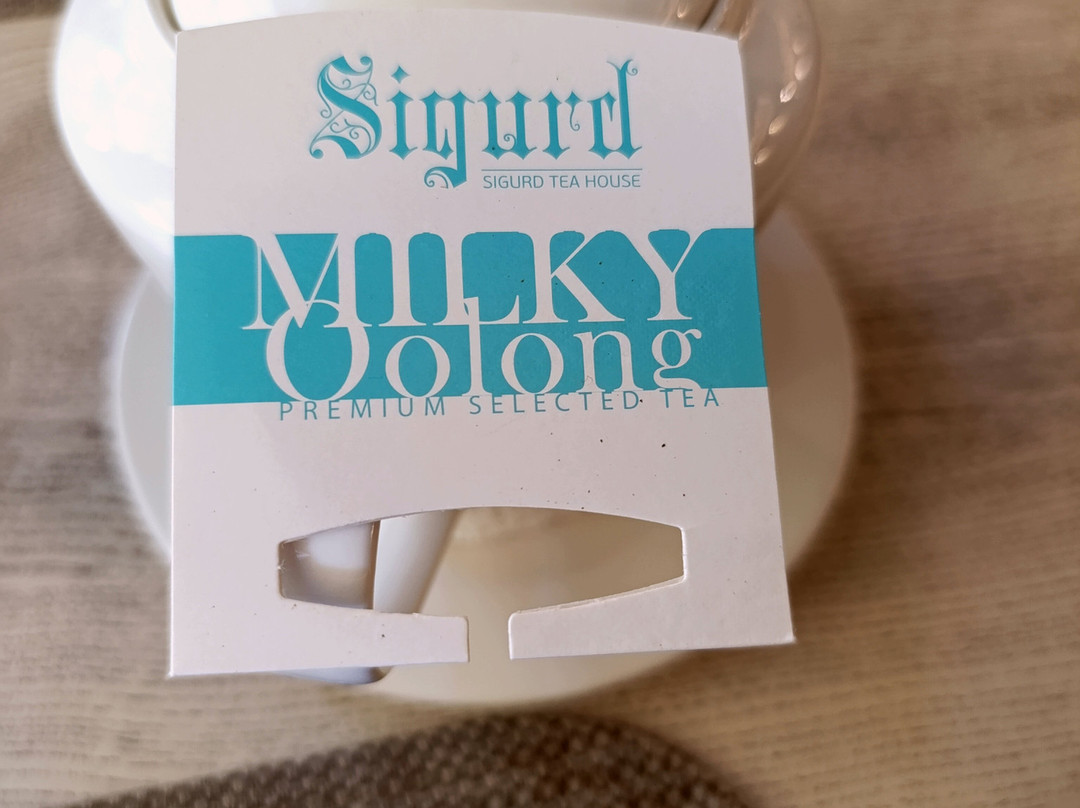 Sigurd
SIGURD TEA HOUSE
MILKY
Oolong
PREMIUM SELECTED TEA